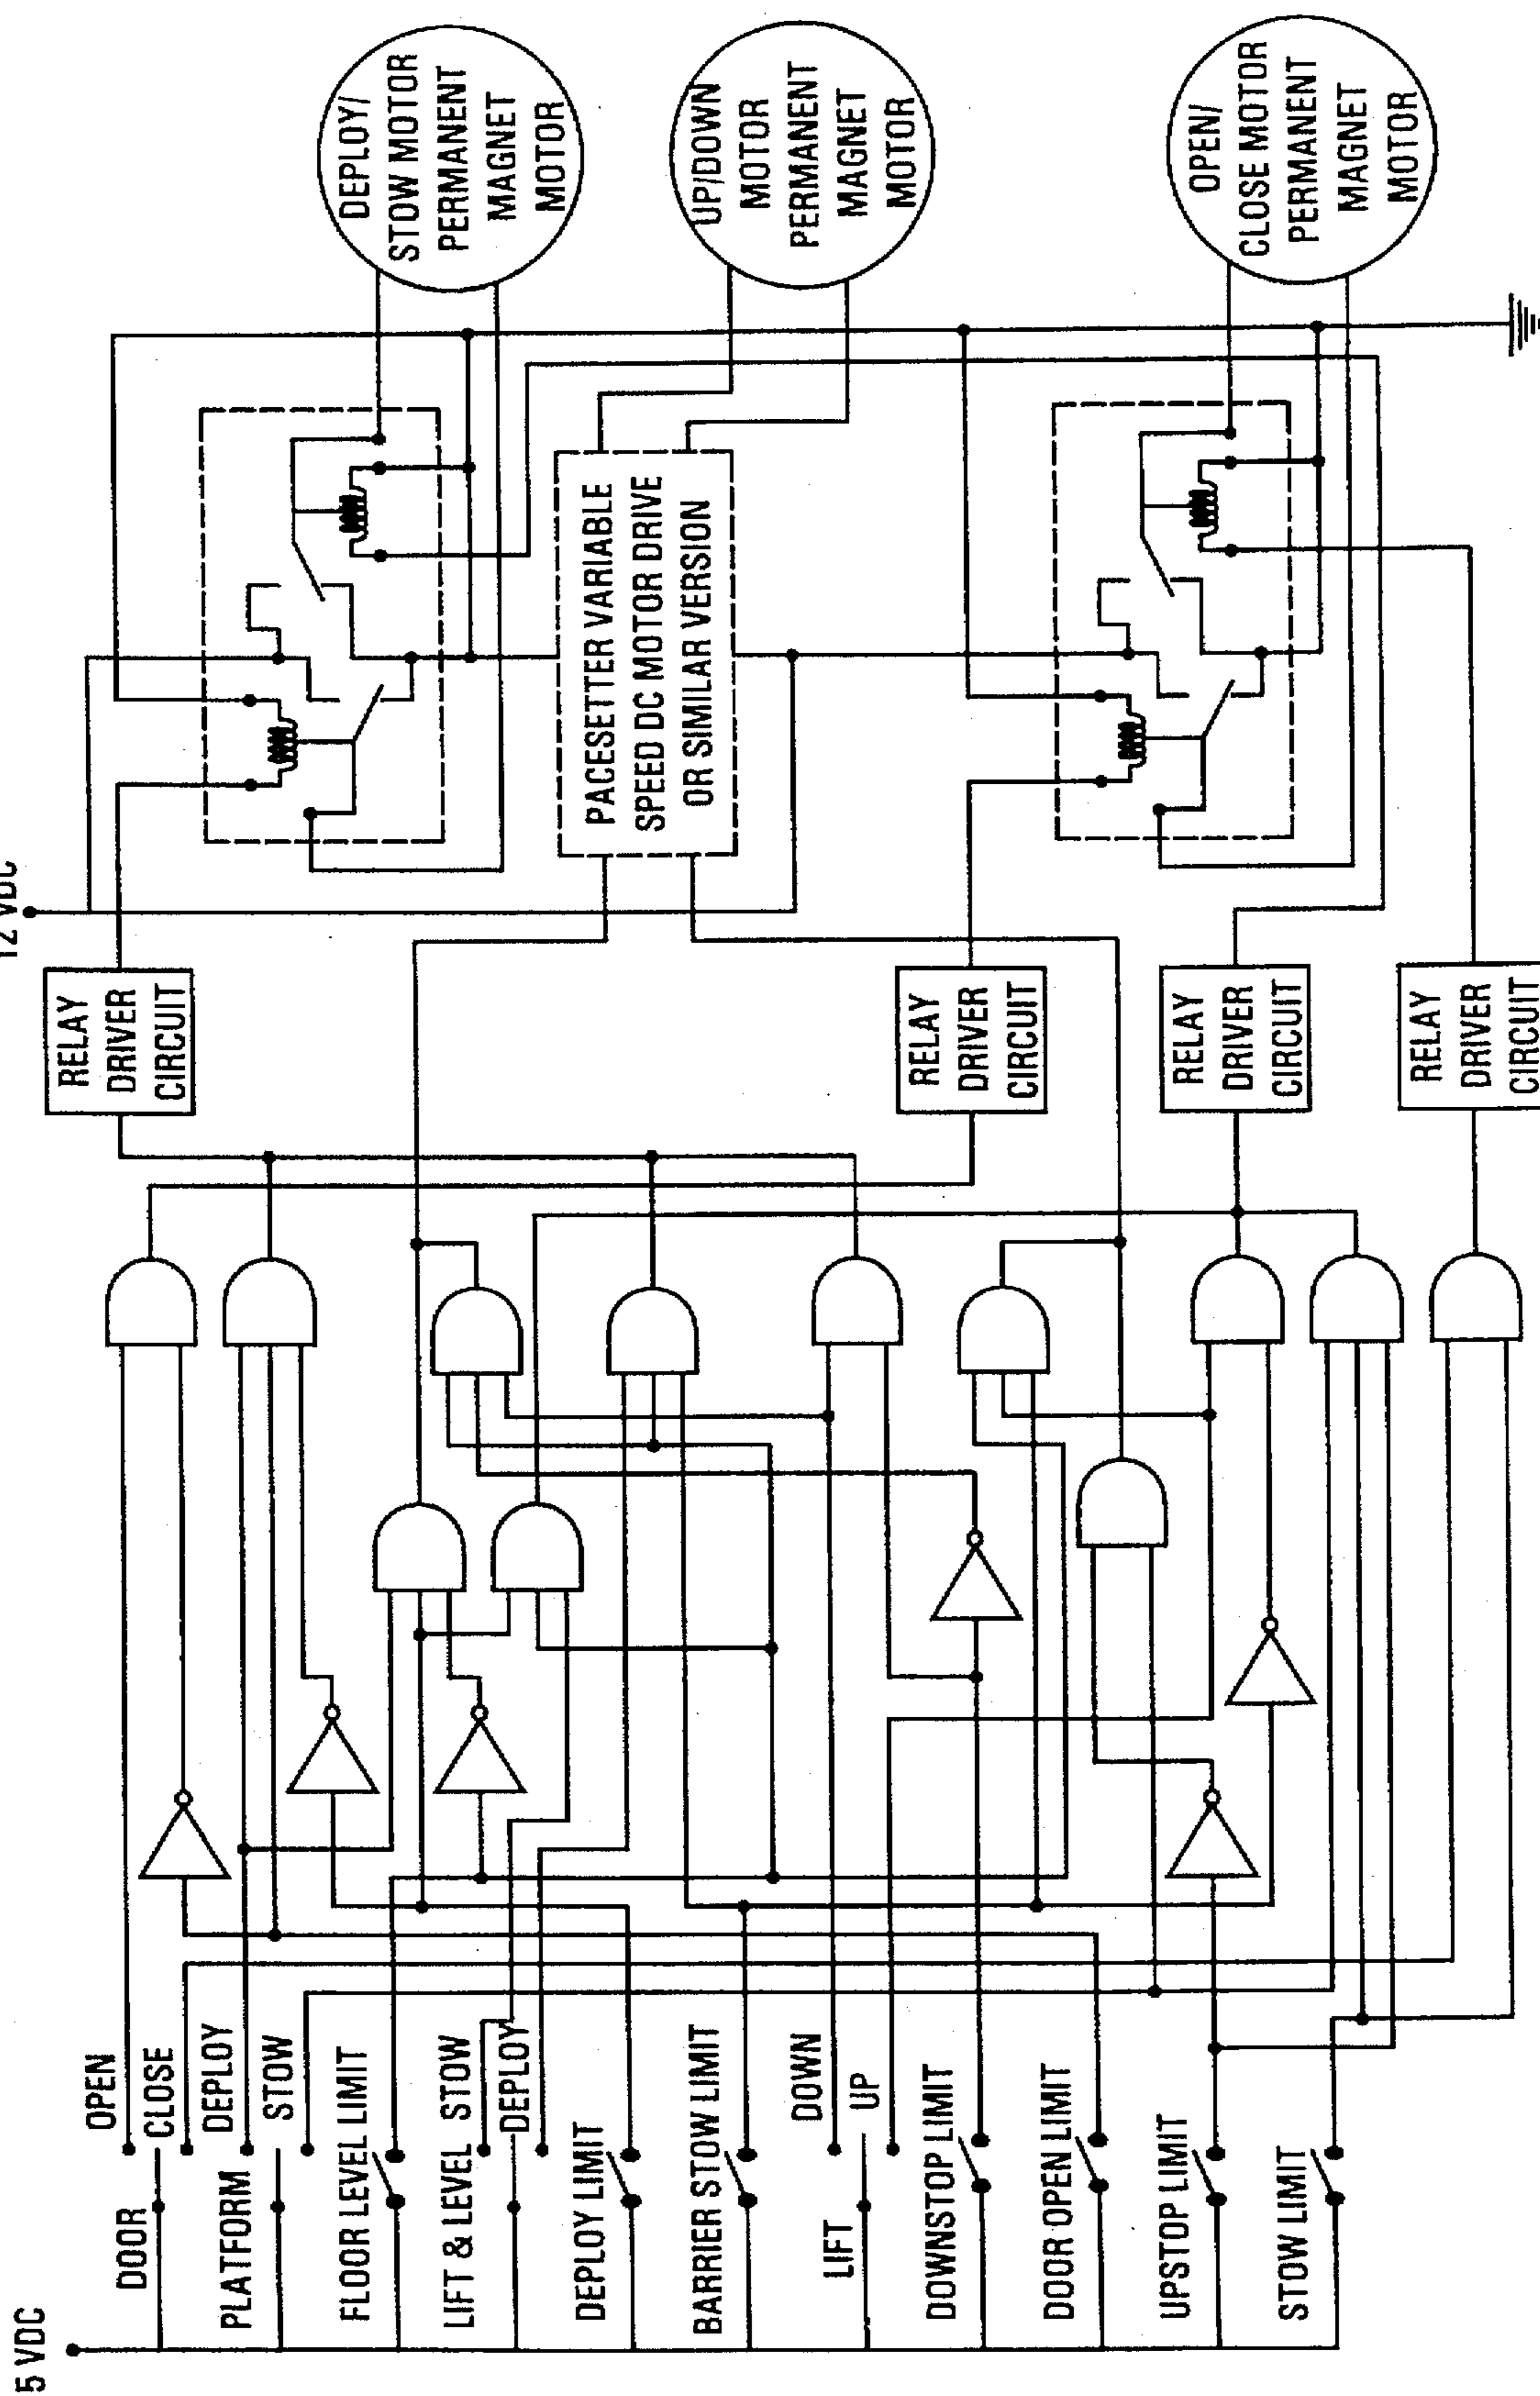 5 VDC
DOOR
OPEN
CLOSE
PLATFORM
DEPLOY
STOW
FLOOR LEVEL LIMIT
LIFT & LEVEL
STOW
DEPLOY
DEPLOY LIMIT
BARRIER STOW LIMIT
LIFT
DOWN
UP
DOWNSTOP LIMIT
DOOR OPEN LIMIT
UPSTOP LIMIT
STOW LIMIT
RELAY
DRIVER
CIRCUIT
RELAY
DRIVER
CIRCUIT
RELAY
DRIVER
CIRCUIT
RELAY
DRIVER
CIRCUIT
12 VDC
PACESETTER VARIABLE
SPEED DC MOTOR DRIVE
OR SIMILAR VERSION
DEPLOY/
STOW MOTOR
PERMANENT
MAGNET
MOTOR
UP/DOWN
MOTOR
PERMANENT
MAGNET
MOTOR
OPEN/
CLOSE MOTOR
PERMANENT
MAGNET
MOTOR